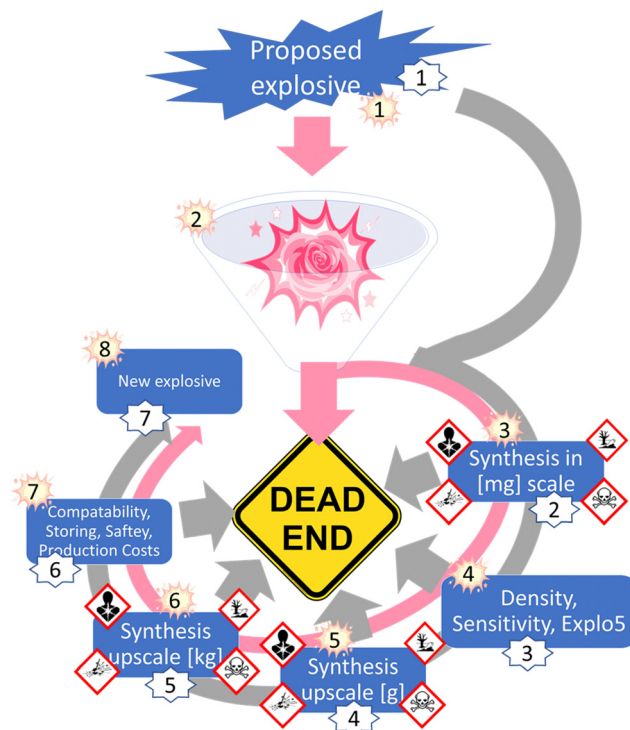 Proposed
explosive
1
1
2
8
New explosive
7
3
Synthesis in
[mg] scale
2
DEAD
END
7
Compatability,
Storing, Saftey,
Production Costs
6
4
Density,
Sensitivity, Explo5
3
6
Synthesis
upscale [kg]
5
5
Synthesis
upscale [g]
4